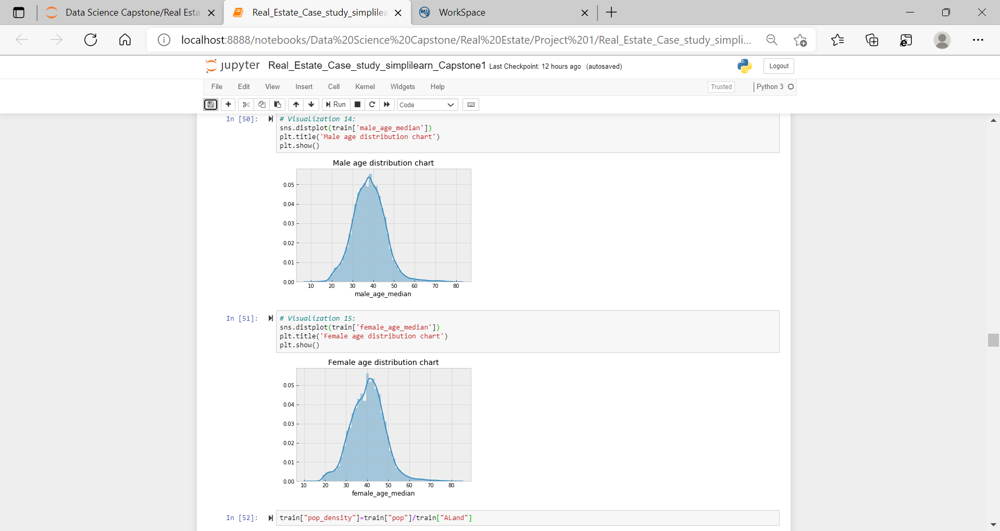 Data Science Capstone/Real Esta
Real_Estate_Case_study_simplilea
my WorkSpace
localhost:8888/notebooks/Data%20Science%20Capstone/Real%20Estate/Project%201/Real_Estate_Case_study_simpli...
jupyter Real_Estate_Case_study_simplilearn_Capstone1 Last Checkpoint: 12 hours ago (autosaved)
Logout
File Edit View Insert Cell Kernel Widgets Help
Trusted Python 3
Run Code
In [50]: # Visualization 14:
sns.distplot(train['male_age_median'])
plt.title('Male age distribution chart')
plt.show()
Male age distribution chart
0.05
0.04
0.03
0.02
0.01
0.00
10 20 30 40 50 60 70 80
male_age_median
In [51]: # Visualization 15:
sns.distplot(train['female_age_median'])
plt.title('Female age distribution chart')
plt.show()
Female age distribution chart
0.05
0.04
0.03
0.02
0.01
0.00
10 20 30 40 50 60 70 80
female_age_median
In [52]: train["pop_density"]=train["pop"]/train["ALand"]